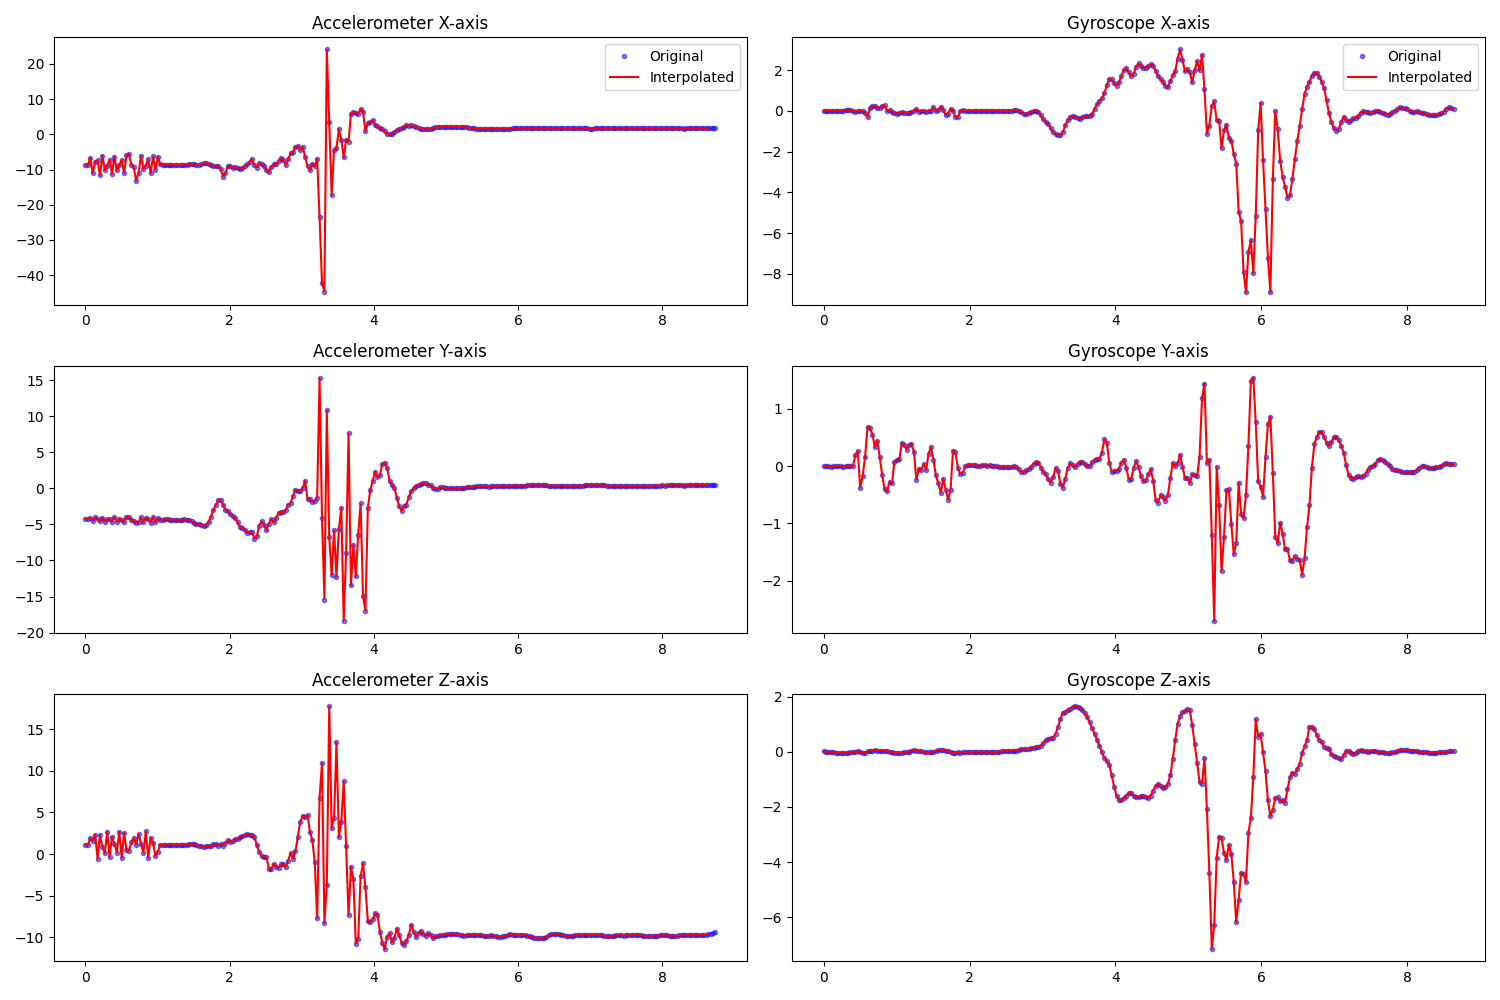 Accelerometer X-axis
Original
Interpolated
20
10
0
−10
−20
−30
−40
0 2 4 6 8
Gyroscope X-axis
Original
Interpolated
2
0
−2
−4
−6
−8
0 2 4 6 8
Accelerometer Y-axis
15
10
5
0
−5
−10
−15
−20
0 2 4 6 8
Gyroscope Y-axis
1
0
−1
−2
0 2 4 6 8
Accelerometer Z-axis
15
10
5
0
−5
−10
0 2 4 6 8
Gyroscope Z-axis
2
0
−2
−4
−6
0 2 4 6 8